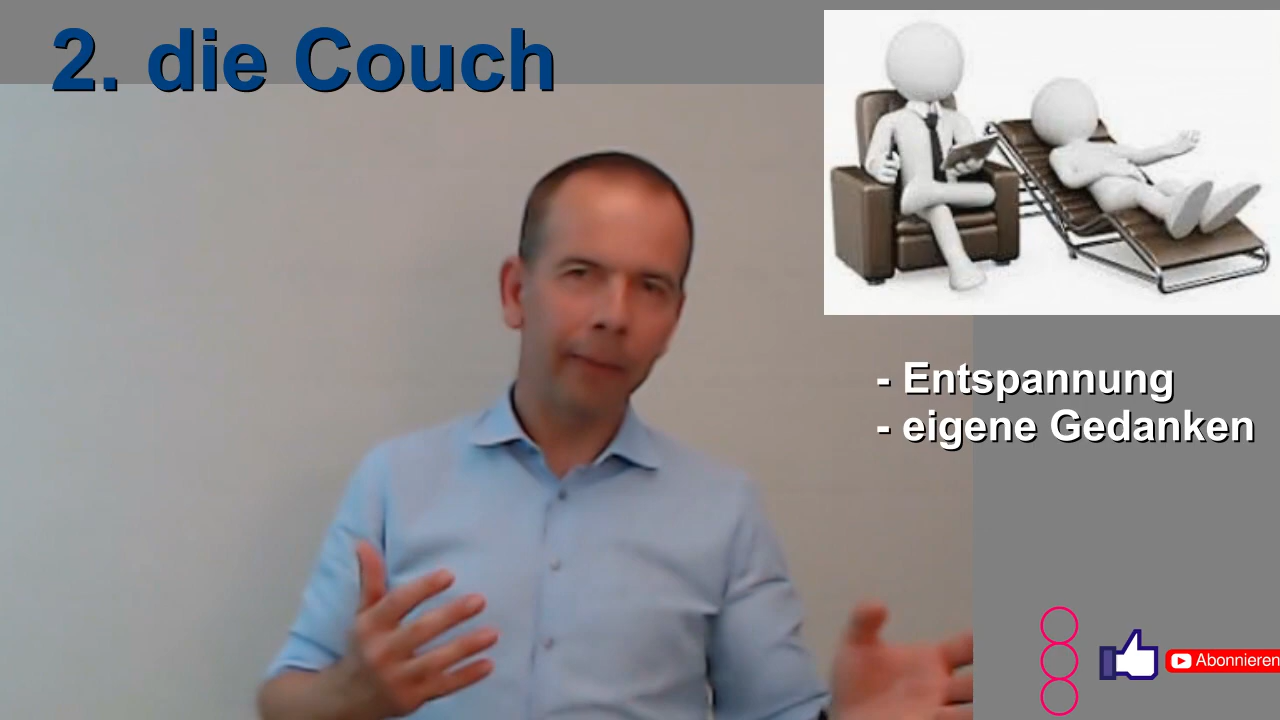 2. die Couch
- Entspannung
- eigene Gedanken
Abonnieren